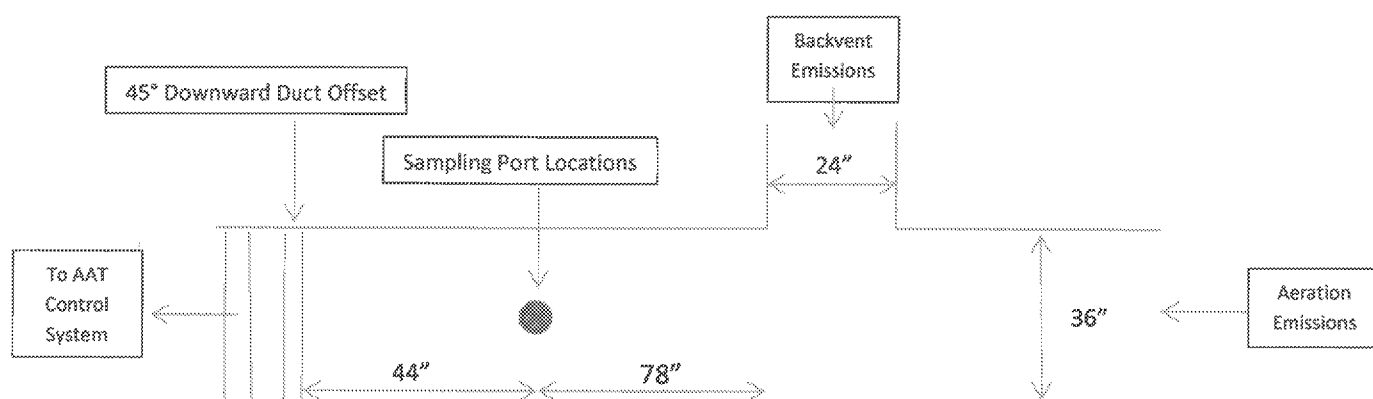 Backvent
Emissions
45° Downward Duct Offset
Sampling Port Locations
24"
To AAT
Control
System
36"
Aeration
Emissions
44"
78"